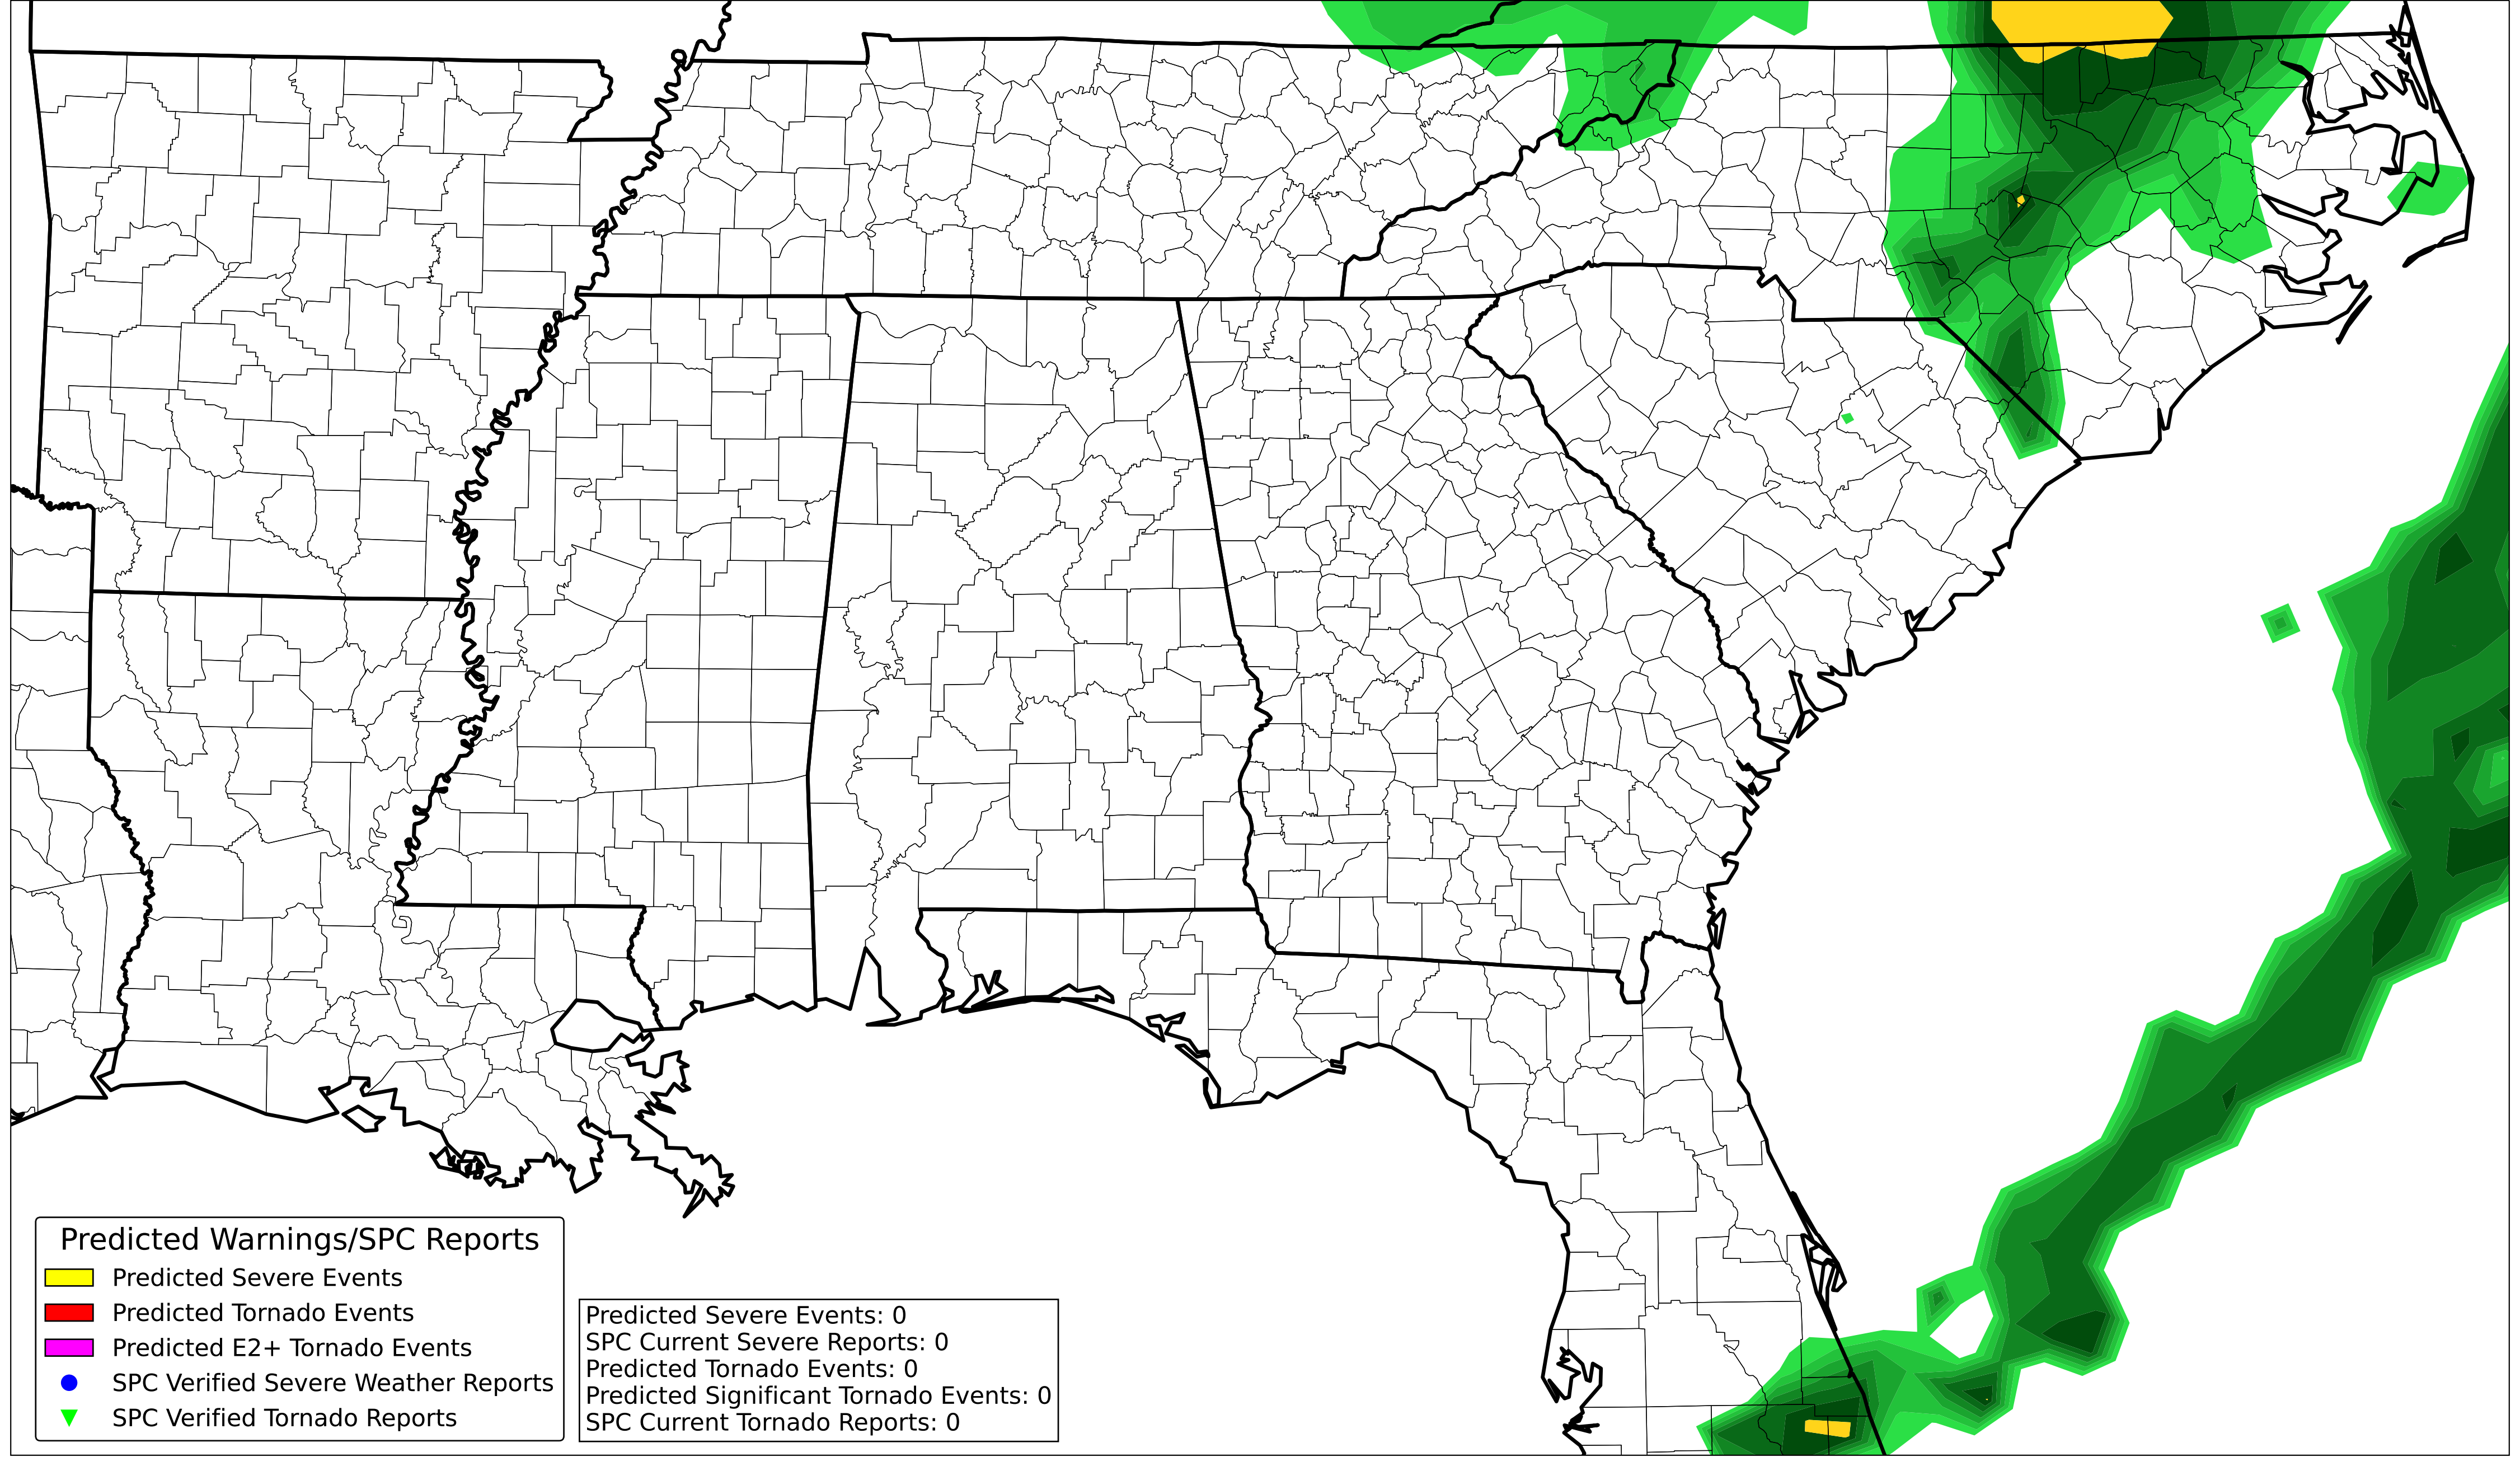 Predicted Warnings/SPC Reports
Predicted Severe Events
Predicted Tornado Events
Predicted E2+ Tornado Events
SPC Verified Severe Weather Reports
SPC Verified Tornado Reports
Predicted Severe Events: 0
SPC Current Severe Reports: 0
Predicted Tornado Events: 0
Predicted Significant Tornado Events: 0
SPC Current Tornado Reports: 0